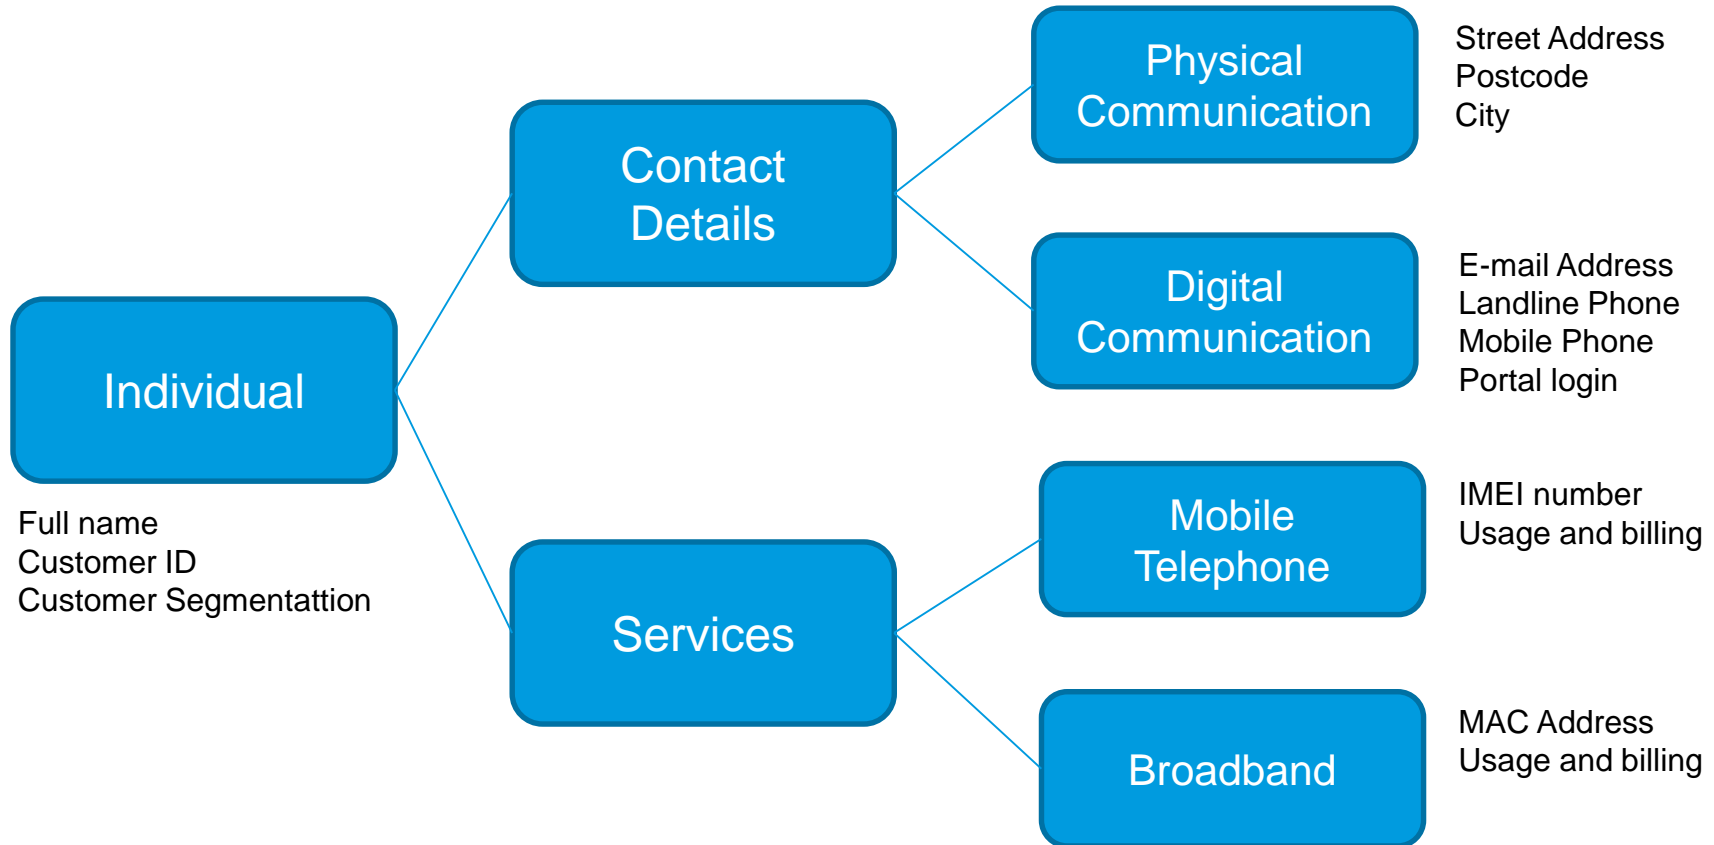 Individual
Full name
Customer ID
Customer Segmentattion
Contact
Details
Services
Physical
Communication
Street Address
Postcode
City
Digital
Communication
E-mail Address
Landline Phone
Mobile Phone
Portal login
Mobile
Telephone
IMEI number
Usage and billing
Broadband
MAC Address
Usage and billing